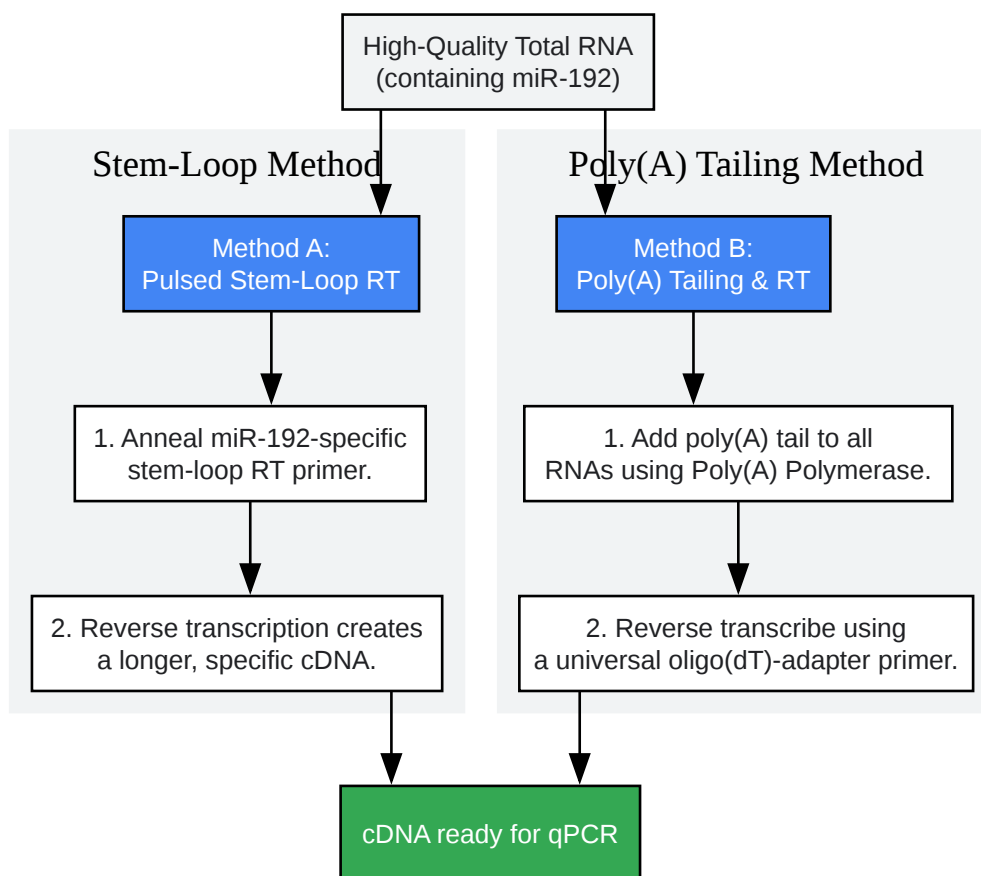 High-Quality Total RNA
(containing miR-192)
Stem-Loop Method
Method A:
Pulsed Stem-Loop RT
1. Anneal miR-192-specific
stem-loop RT primer.
2. Reverse transcription creates
a longer, specific cDNA.
Poly(A) Tailing Method
Method B:
Poly(A) Tailing & RT
1. Add poly(A) tail to all
RNAs using Poly(A) Polymerase.
2. Reverse transcribe using
a universal oligo(dT)-adapter primer.
cDNA ready for qPCR